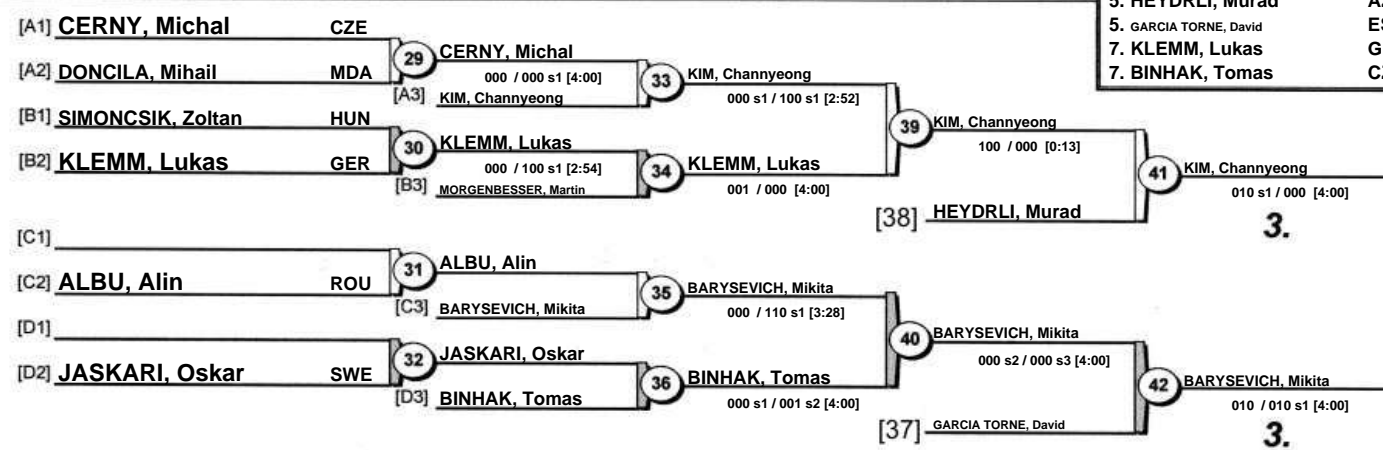 5. HEYDRLI, Murad
5. GARCIA TORNE, David ES
7. KLEMM, Lukas G
7. BINHAK, Tomas
[A1] CERNY, Michal CZE
[A2] DONCILA, Mihail MDA
29 CERNY, Michal
000 / 000 s1 [4:00]
[A3] KIM, Channyeong
33 KIM, Channyeong
000 s1 / 100 s1 [2:52]
[B1] SIMONCSIK, Zoltan HUN
[B2] KLEMM, Lukas GER
30 KLEMM, Lukas
000 / 100 s1 [2:54]
[B3] MORGENBESSER, Martin
34 KLEMM, Lukas
001 / 000 [4:00]
39 KIM, Channyeong
100 / 000 [0:13]
[38] HEYDRLI, Murad
41 KIM, Channyeong
010 s1 / 000 [4:00]
3.
[C1]
[C2] ALBU, Alin ROU
31 ALBU, Alin
[C3] BARYSEVICH, Mikita
35 BARYSEVICH, Mikita
000 / 110 s1 [3:28]
[D1]
[D2] JASKARI, Oskar SWE
32 JASKARI, Oskar
[D3] BINHAK, Tomas
36 BINHAK, Tomas
000 s1 / 001 s2 [4:00]
40 BARYSEVICH, Mikita
000 s2 / 000 s3 [4:00]
[37] GARCIA TORNE, David
42 BARYSEVICH, Mikita
010 / 010 s1 [4:00]
3.